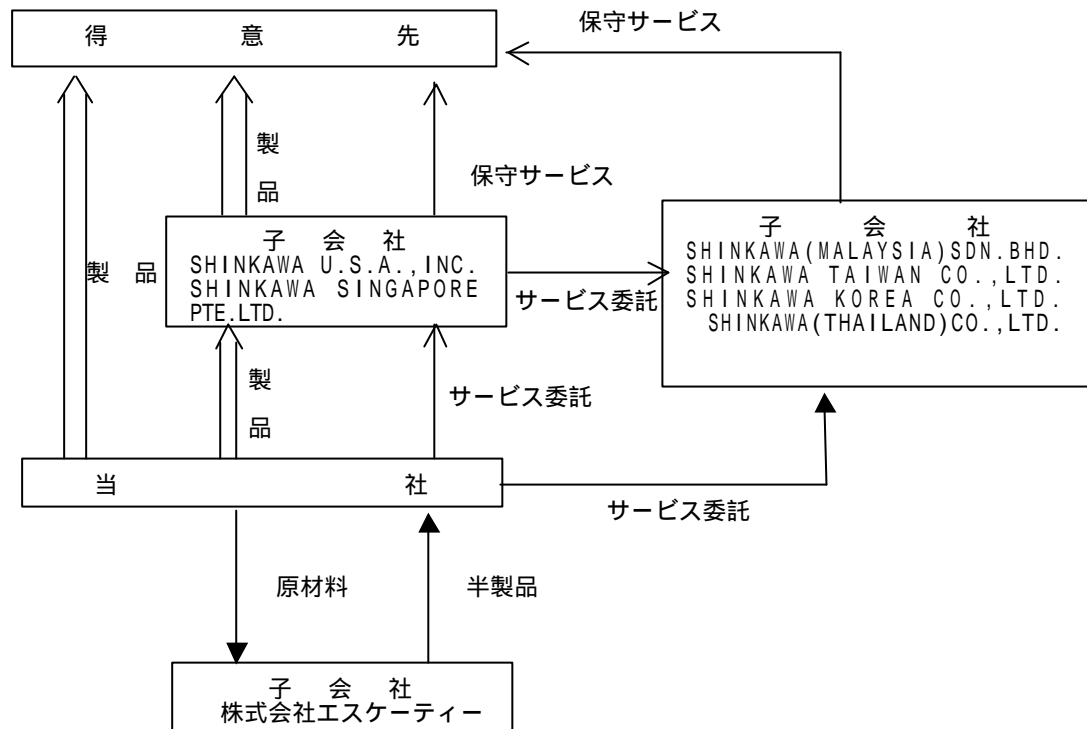 保守サービス
得意先
製品
保守サービス
製品
子会社
SHINKAWA U.S.A.,INC.
SHINKAWA SINGAPORE
PTE.LTD.
サービス委託
子会社
SHINKAWA(MALAYSIA)SDN.BHD.
SHINKAWA TAIWAN CO.,LTD.
SHINKAWA KOREA CO.,LTD.
SHINKAWA(THAILAND)CO.,LTD.
製品
サービス委託
当社
サービス委託
原材料
半製品
子会社
株式会社エスケーティー